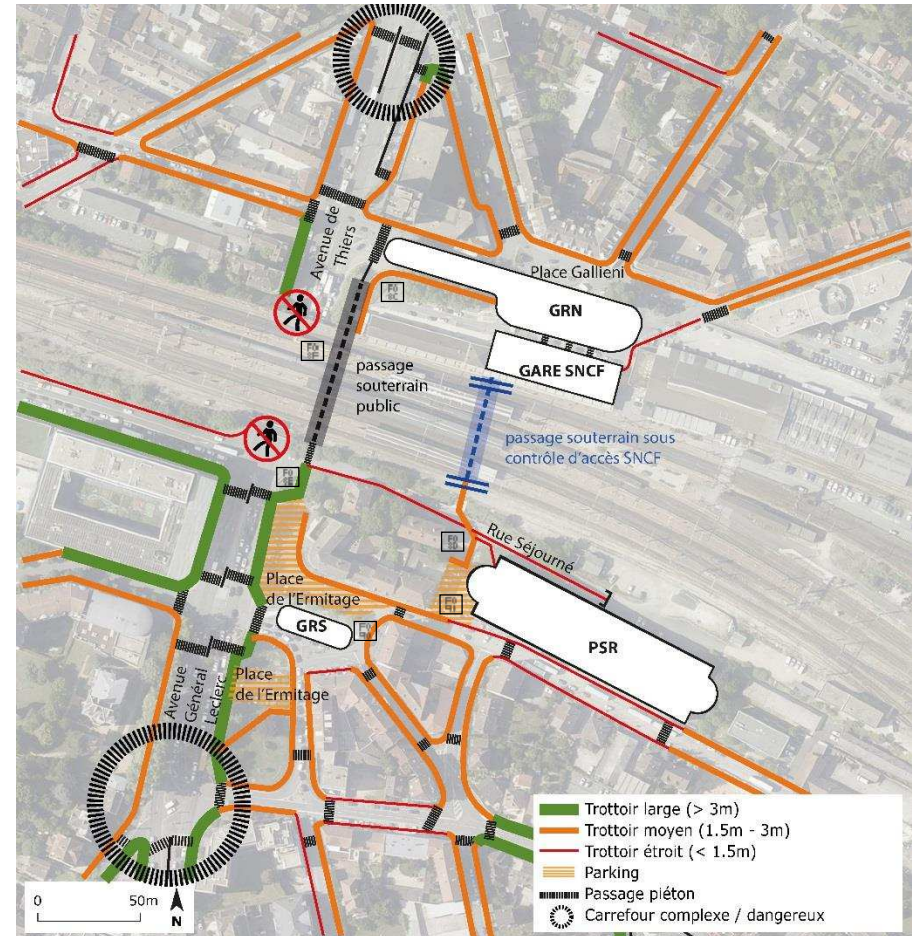 Avenue de
Thiers
Place Gallieni
GRN
GARE SNCF
passage
souterrain
public
passage souterrain sous
contrôle d'accès SNCF
Rue Séjourné
Place
de l'Ermitage
GRS
PSR
Place
de l'Ermitage
Avenue
Général
Leclerc
Trottoir large (> 3m)
Trottoir moyen (1.5m - 3m)
Trottoir étroit (< 1.5m)
Parking
Passage piéton
Carrefour complexe / dangereux
0
50m
N